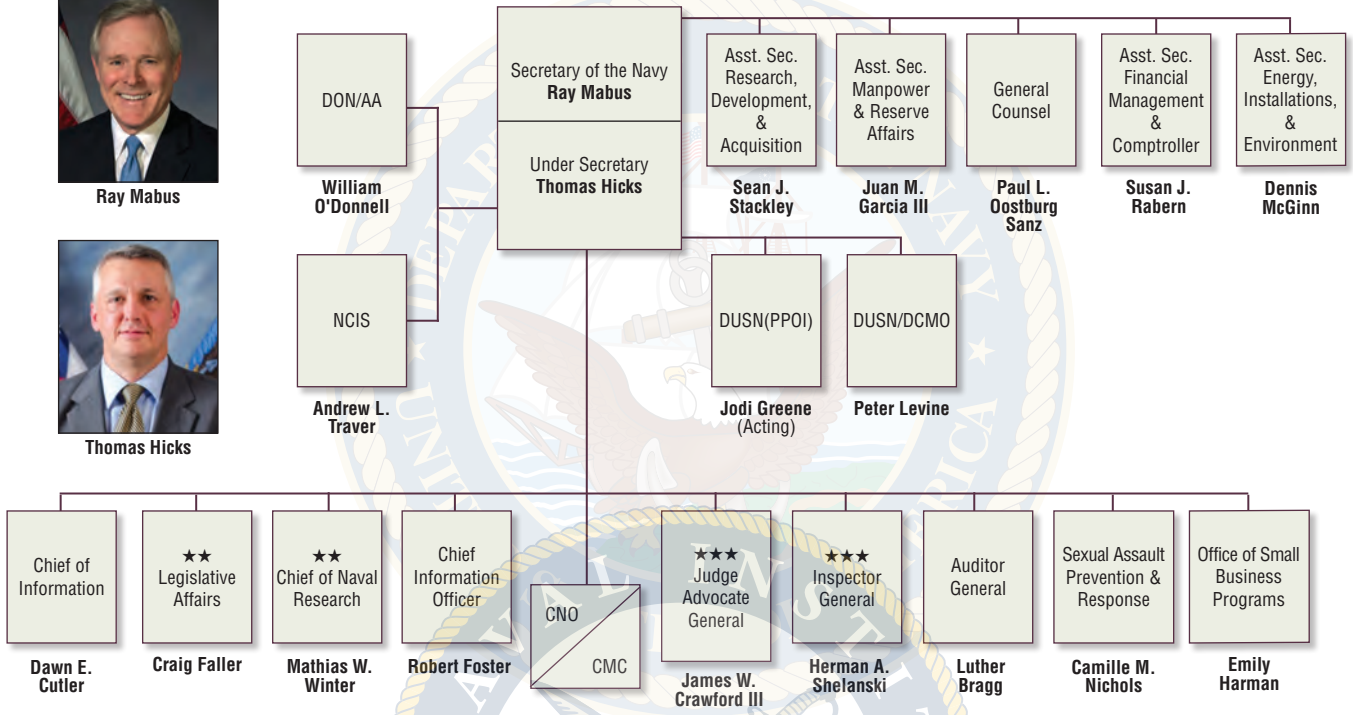 Ray Mabus
Thomas Hicks
DON/AA
William
O'Donnell
NCIS
Andrew L.
Traver
Secretary of the Navy
Ray Mabus
Under Secretary
Thomas Hicks
Asst. Sec.
Research,
Development,
&
Acquisition
Sean J.
Stackley
Asst. Sec.
Manpower
& Reserve
Affairs
Juan M.
Garcia III
General
Counsel
Paul L.
Oostburg
Sanz
Asst. Sec.
Financial
Management
&
Comptroller
Susan J.
Rabern
Asst. Sec.
Energy,
Installations,
&
Environment
Dennis
McGinn
DUSN(PPOI)
Jodi Greene
(Acting)
DUSN/DCMO
Peter Levine
Chief of
Information
Dawn E.
Cutler
★★
Legislative
Affairs
Craig Faller
★★
Chief of Naval
Research
Mathias W.
Winter
Chief
Information
Officer
Robert Foster
CNO
CMC
★★★
Judge
Advocate
General
James W.
Crawford III
★★★
Inspector
General
Herman A.
Shelanski
Auditor
General
Luther
Bragg
Sexual Assault
Prevention &
Response
Camille M.
Nichols
Office of Small
Business
Programs
Emily
Harman